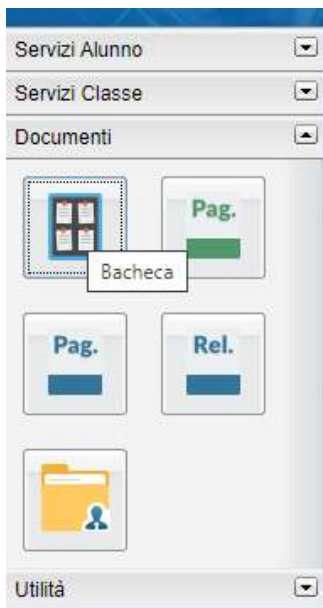 Servizi Alunno
Servizi Classe
Documenti
Pag.
Bacheca
Pag.
Rel.
Utilità